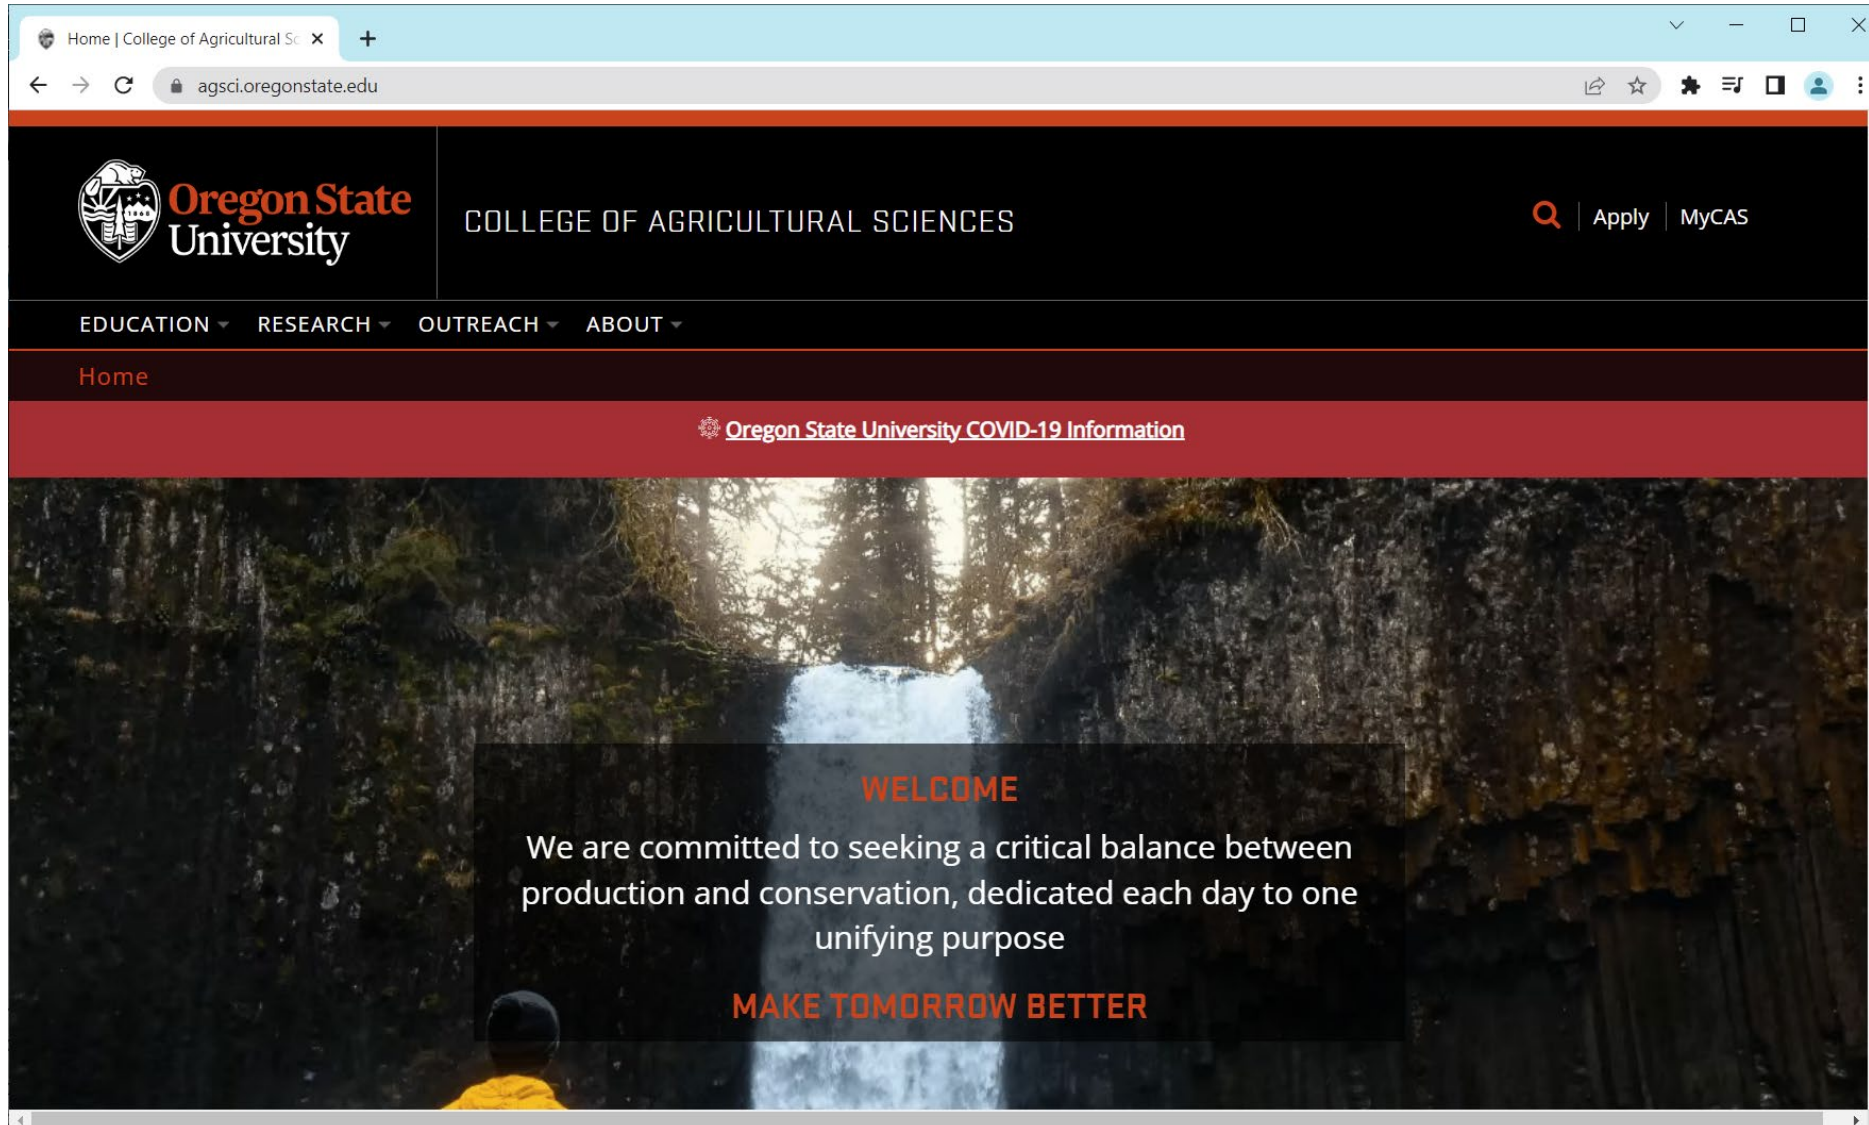 Home | College of Agricultural Sc
agsci.oregonstate.edu
Oregon State
University
COLLEGE OF AGRICULTURAL SCIENCES
Apply
MyCAS
EDUCATION
RESEARCH
OUTREACH
ABOUT
Home
Oregon State University COVID-19 Information
WELCOME
We are committed to seeking a critical balance between
production and conservation, dedicated each day to one
unifying purpose
MAKE TOMORROW BETTER